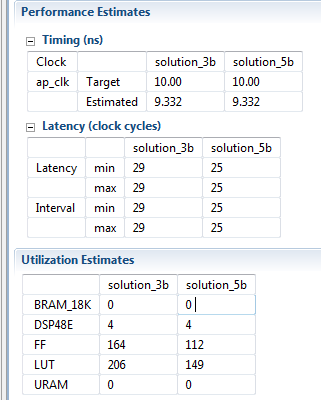 Performance Estimates
Timing (ns)
Clock solution_3b solution_5b
ap_clk Target 10.00 10.00
Estimated 9.332 9.332
Latency (clock cycles)
solution_3b solution_5b
Latency min 29 25
max 29 25
Interval min 29 25
max 29 25
Utilization Estimates
solution_3b solution_5b
BRAM_18K 0 0
DSP48E 4 4
FF 164 112
LUT 206 149
URAM 0 0